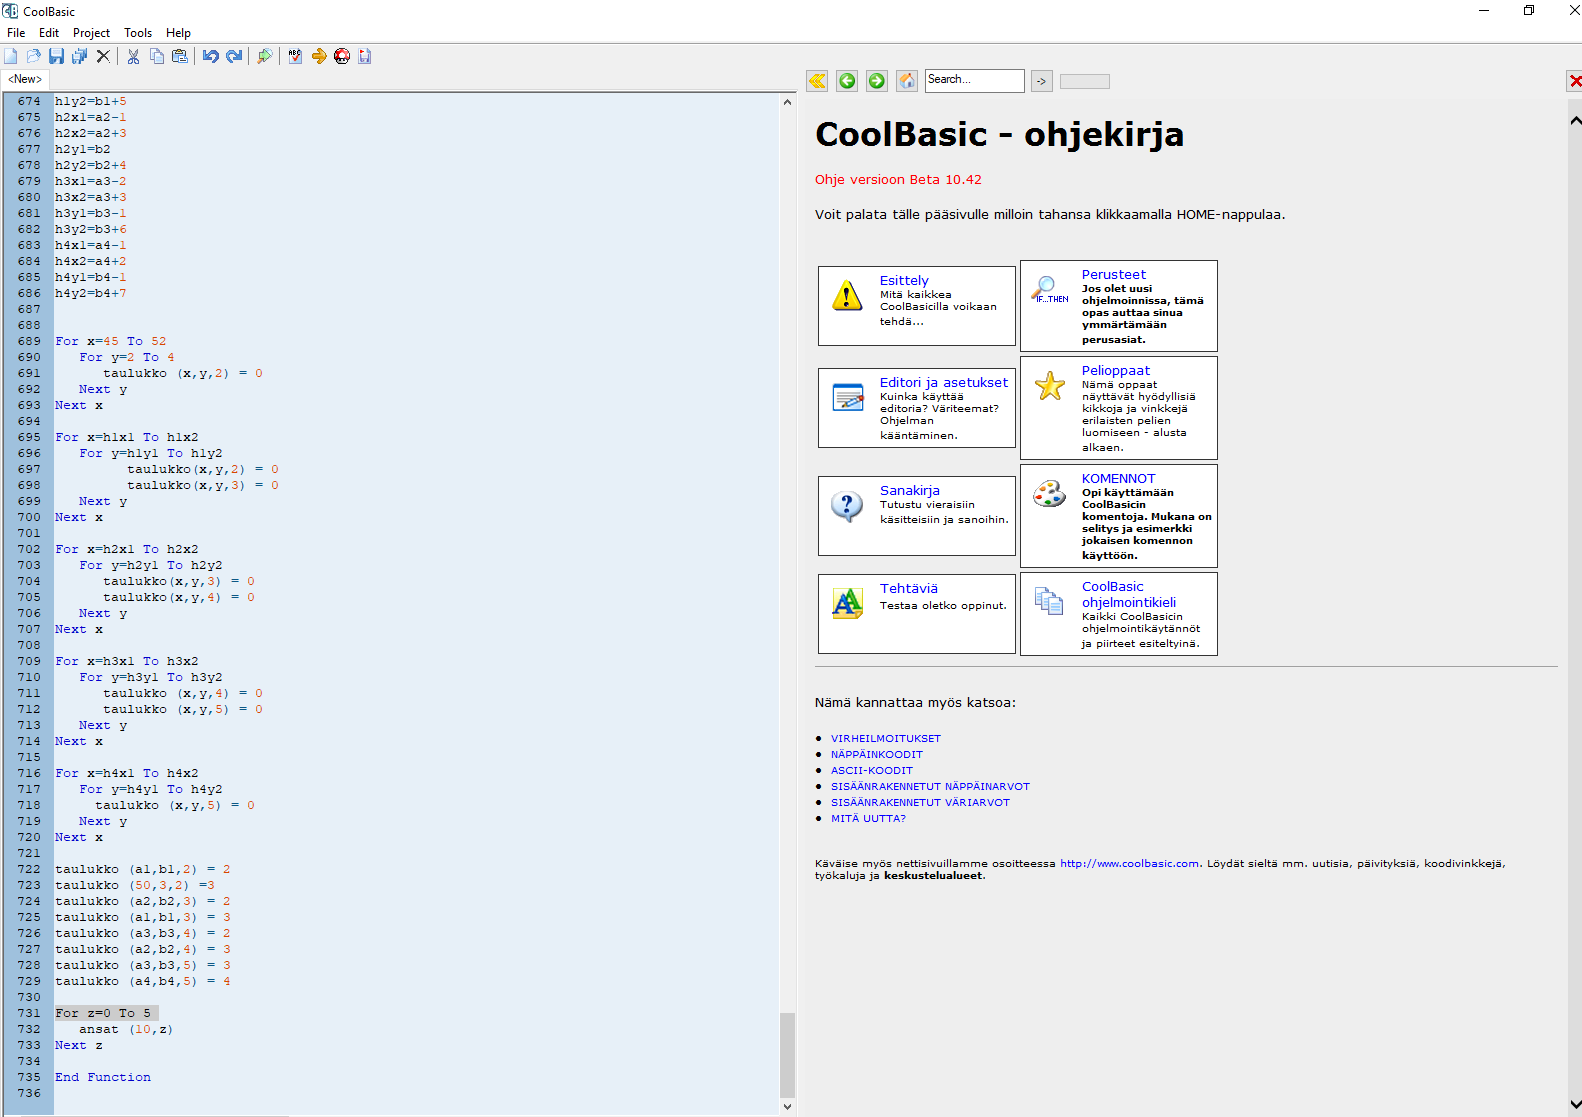 CoolBasic
File Edit Project Tools Help
<New>
Search...
->
674 h1y2=b1+5
675 h2x1=a2-1
676 h2x2=a2+3
677 h2y1=b2
678 h2y2=b2+4
679 h3x1=a3-2
680 h3x2=a3+3
681 h3y1=b3-1
682 h3y2=b3+6
683 h4x1=a4-1
684 h4x2=a4+2
685 h4y1=b4-1
686 h4y2=b4+7
687
688
689 For x=45 To 52
690 For y=2 To 4
691 taulukko (x,y,2) = 0
692 Next y
693 Next x
694
695 For x=h1x1 To h1x2
696 For y=h1y1 To h1y2
697 taulukko(x,y,2) = 0
698 taulukko(x,y,3) = 0
699 Next y
700 Next x
701
702 For x=h2x1 To h2x2
703 For y=h2y1 To h2y2
704 taulukko(x,y,3) = 0
705 taulukko(x,y,4) = 0
706 Next y
707 Next x
708
709 For x=h3x1 To h3x2
710 For y=h3y1 To h3y2
711 taulukko (x,y,4) = 0
712 taulukko (x,y,5) = 0
713 Next y
714 Next x
715
716 For x=h4x1 To h4x2
717 For y=h4y1 To h4y2
718 taulukko (x,y,5) = 0
719 Next y
720 Next x
721
722 taulukko (a1,b1,2) = 2
723 taulukko (50,3,2) =3
724 taulukko (a2,b2,3) = 2
725 taulukko (a1,b1,3) = 3
726 taulukko (a3,b3,4) = 2
727 taulukko (a2,b2,4) = 3
728 taulukko (a3,b3,5) = 3
729 taulukko (a4,b4,5) = 4
730
731 For z=0 To 5
732 ansat (10,z)
733 Next z
734
735 End Function
736
CoolBasic - ohjekirja
Ohje versioon Beta 10.42
Voit palata tälle pääsivulle milloin tahansa klikkaamalla HOME-nappulaa.
Esittely
Mitä kaikkea
CoolBasicilla voikaan
tehdä...
IF...THEN
Perusteet
Jos olet uusi
ohjelmoinnissa, tämä
opas auttaa sinua
ymmärtämään
perusasiat.
Editori ja asetukset
Kuinka käyttää
editoria? Väriteemat?
Ohjelman
kääntäminen.
Pelioppaat
Nämä oppaat
näyttävät hyödyllisiä
kikkoja ja vinkkejä
erilaisten pelien
luomiseen - alusta
alkaen.
Sanakirja
Tutustu vieraisiin
käsitteisiin ja sanoihin.
KOMENNOT
Opi käyttämään
CoolBasicin
komentoja. Mukana on
selitys ja esimerkki
jokaisen komennon
käyttöön.
Tehtäviä
Testaa oletko oppinut.
CoolBasic
ohjelmointikieli
Kaikki CoolBasicin
ohjelmointikäytännöt
ja piirteet esiteltyinä.
Nämä kannattaa myös katsoa:
• VIRHEILMOITUKSET
• NÄPPÄINKOODIT
• ASCII-KOODIT
• SISÄÄNRAKENNETUT NÄPPÄINARVOT
• SISÄÄNRAKENNETUT VÄRIARVOT
• MITÄ UUTTA?
Käväise myös nettisivuillamme osoitteessa http://www.coolbasic.com. Löydät sieltä mm. uutisia, päivityksiä, koodivinkkejä,
työkaluja ja keskustelualueet.